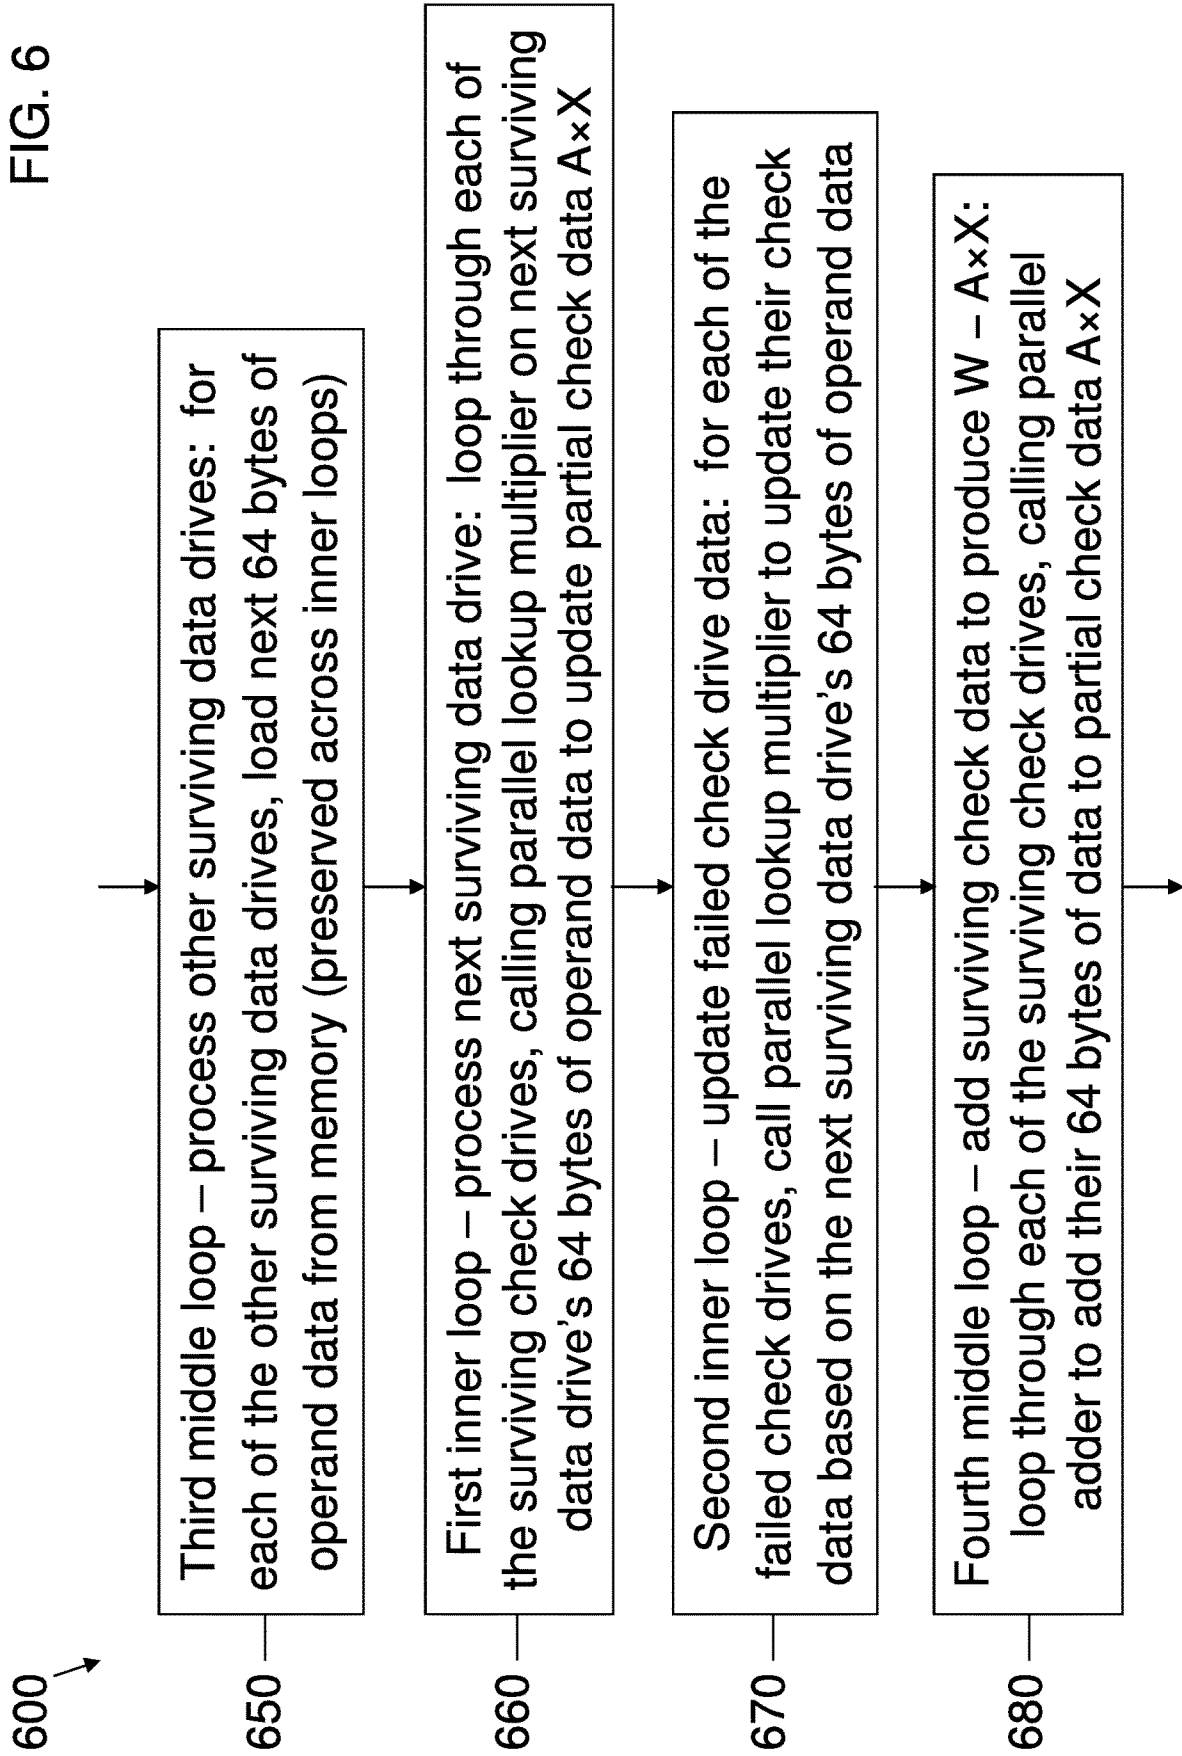 FIG. 6
600
650
Third middle loop – process other surviving data drives:  for
each of the other surviving data drives, load next 64 bytes of
operand data from memory (preserved across inner loops)
660
First inner loop – process next surviving data drive:  loop through each of
the surviving check drives, calling parallel lookup multiplier on next surviving
data drive's 64 bytes of operand data to update partial check data A×X
670
Second inner loop – update failed check drive data:  for each of the
failed check drives, call parallel lookup multiplier to update their check
data based on the next surviving data drive's 64 bytes of operand data
680
Fourth middle loop – add surviving check data to produce W – A×X:
loop through each of the surviving check drives, calling parallel
adder to add their 64 bytes of data to partial check data A×X